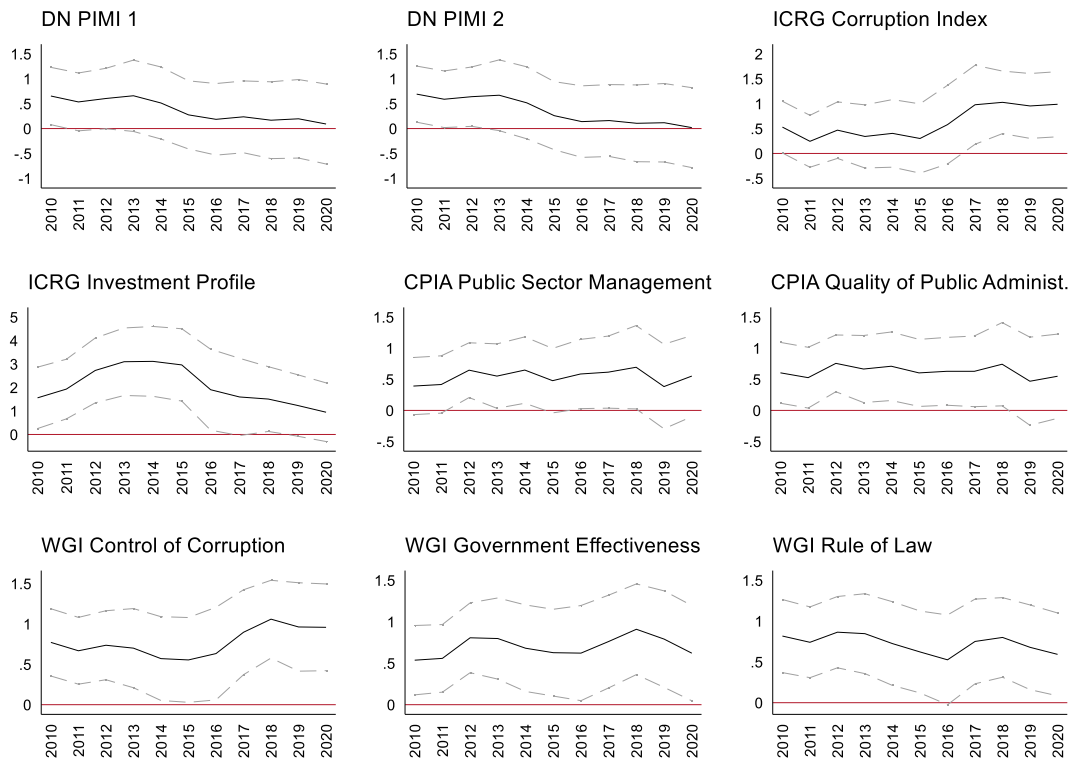 DN PIMI 1
1.5
1
.5
0
-.5
-1
2010 2011 2012 2013 2014 2015 2016 2017 2018 2019 2020
DN PIMI 2
1.5
1
.5
0
-.5
-1
2010 2011 2012 2013 2014 2015 2016 2017 2018 2019 2020
ICRG Corruption Index
2
1.5
1
.5
0
-.5
2010 2011 2012 2013 2014 2015 2016 2017 2018 2019 2020
ICRG Investment Profile
5
4
3
2
1
0
2010 2011 2012 2013 2014 2015 2016 2017 2018 2019 2020
CPIA Public Sector Management
1.5
1
.5
0
-.5
2010 2011 2012 2013 2014 2015 2016 2017 2018 2019 2020
CPIA Quality of Public Administ.
1.5
1
.5
0
-.5
2010 2011 2012 2013 2014 2015 2016 2017 2018 2019 2020
WGI Control of Corruption
1.5
1
.5
0
2010 2011 2012 2013 2014 2015 2016 2017 2018 2019 2020
WGI Government Effectiveness
1.5
1
.5
0
2010 2011 2012 2013 2014 2015 2016 2017 2018 2019 2020
WGI Rule of Law
1.5
1
.5
0
2010 2011 2012 2013 2014 2015 2016 2017 2018 2019 2020